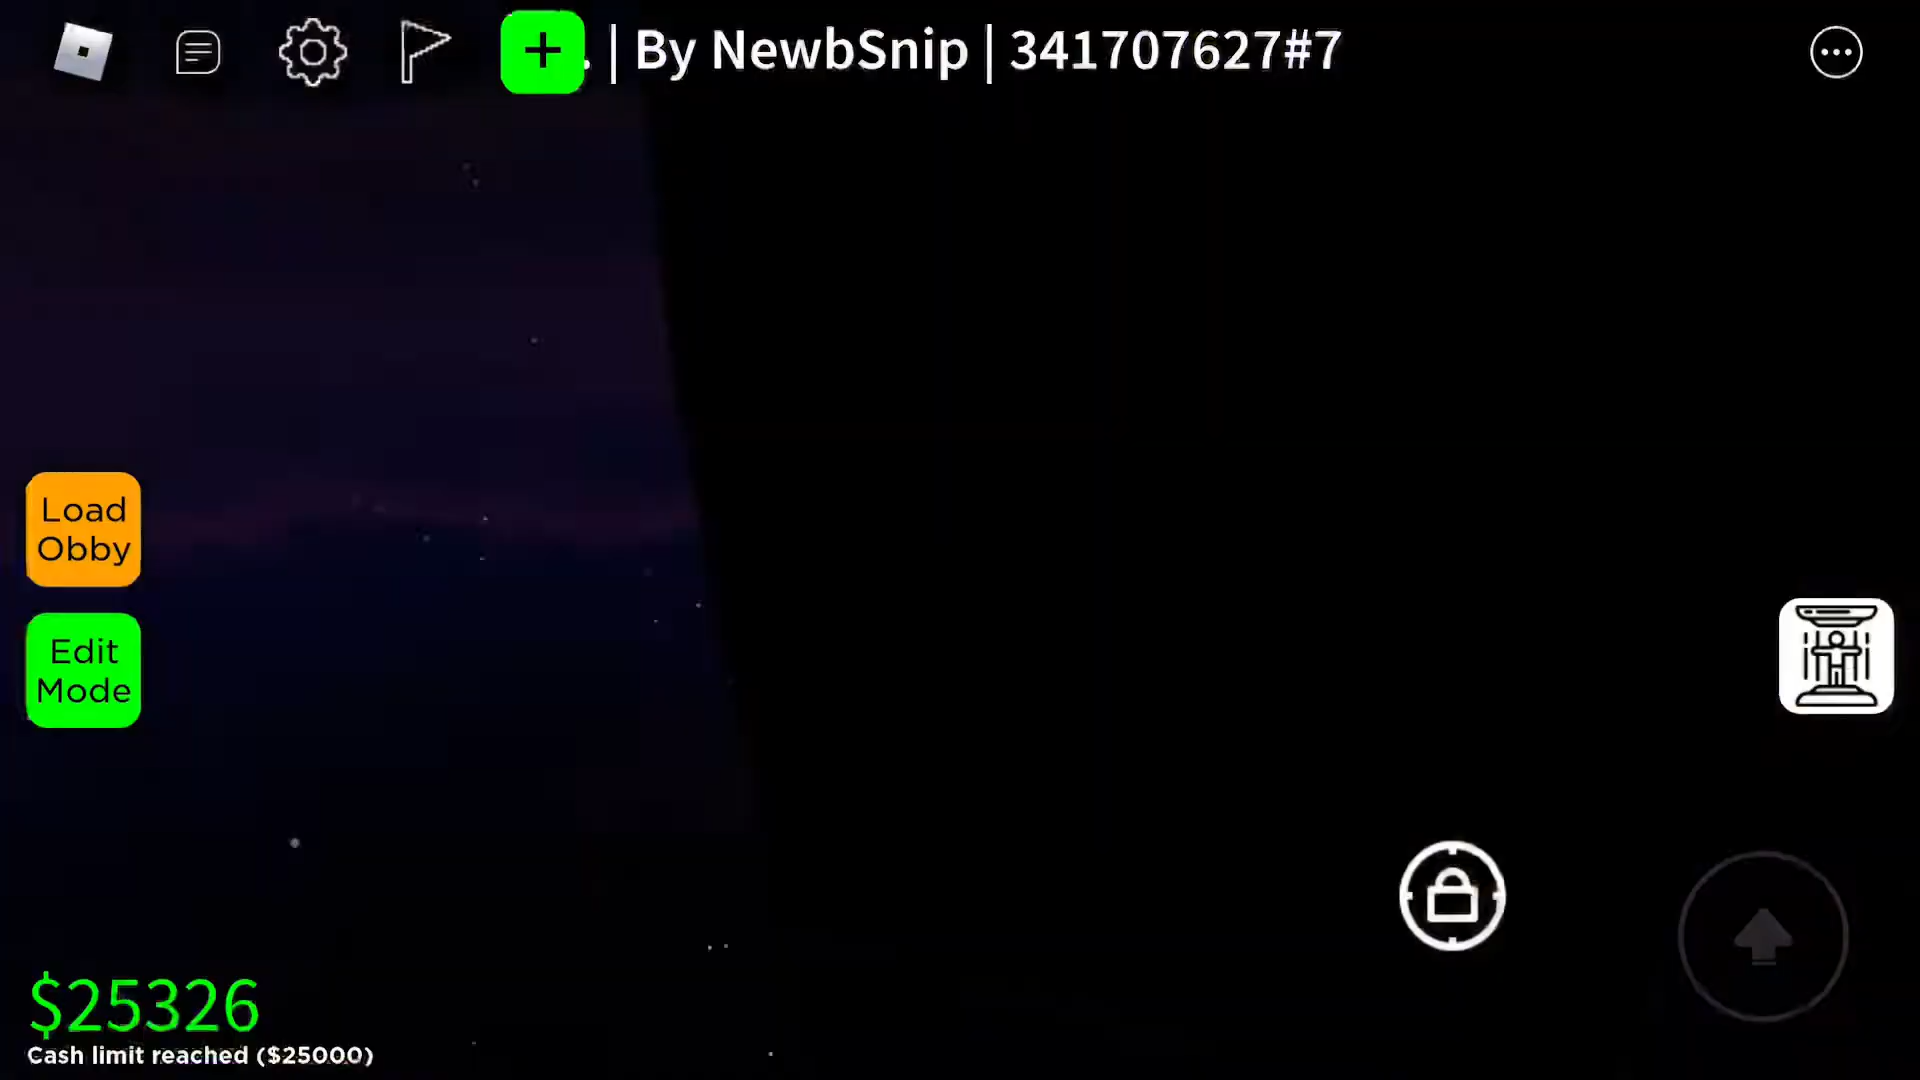 . | By NewbSnip | 341707627#7
Load
Obby
Edit
Mode
$25326
Cash limit reached ($25000)